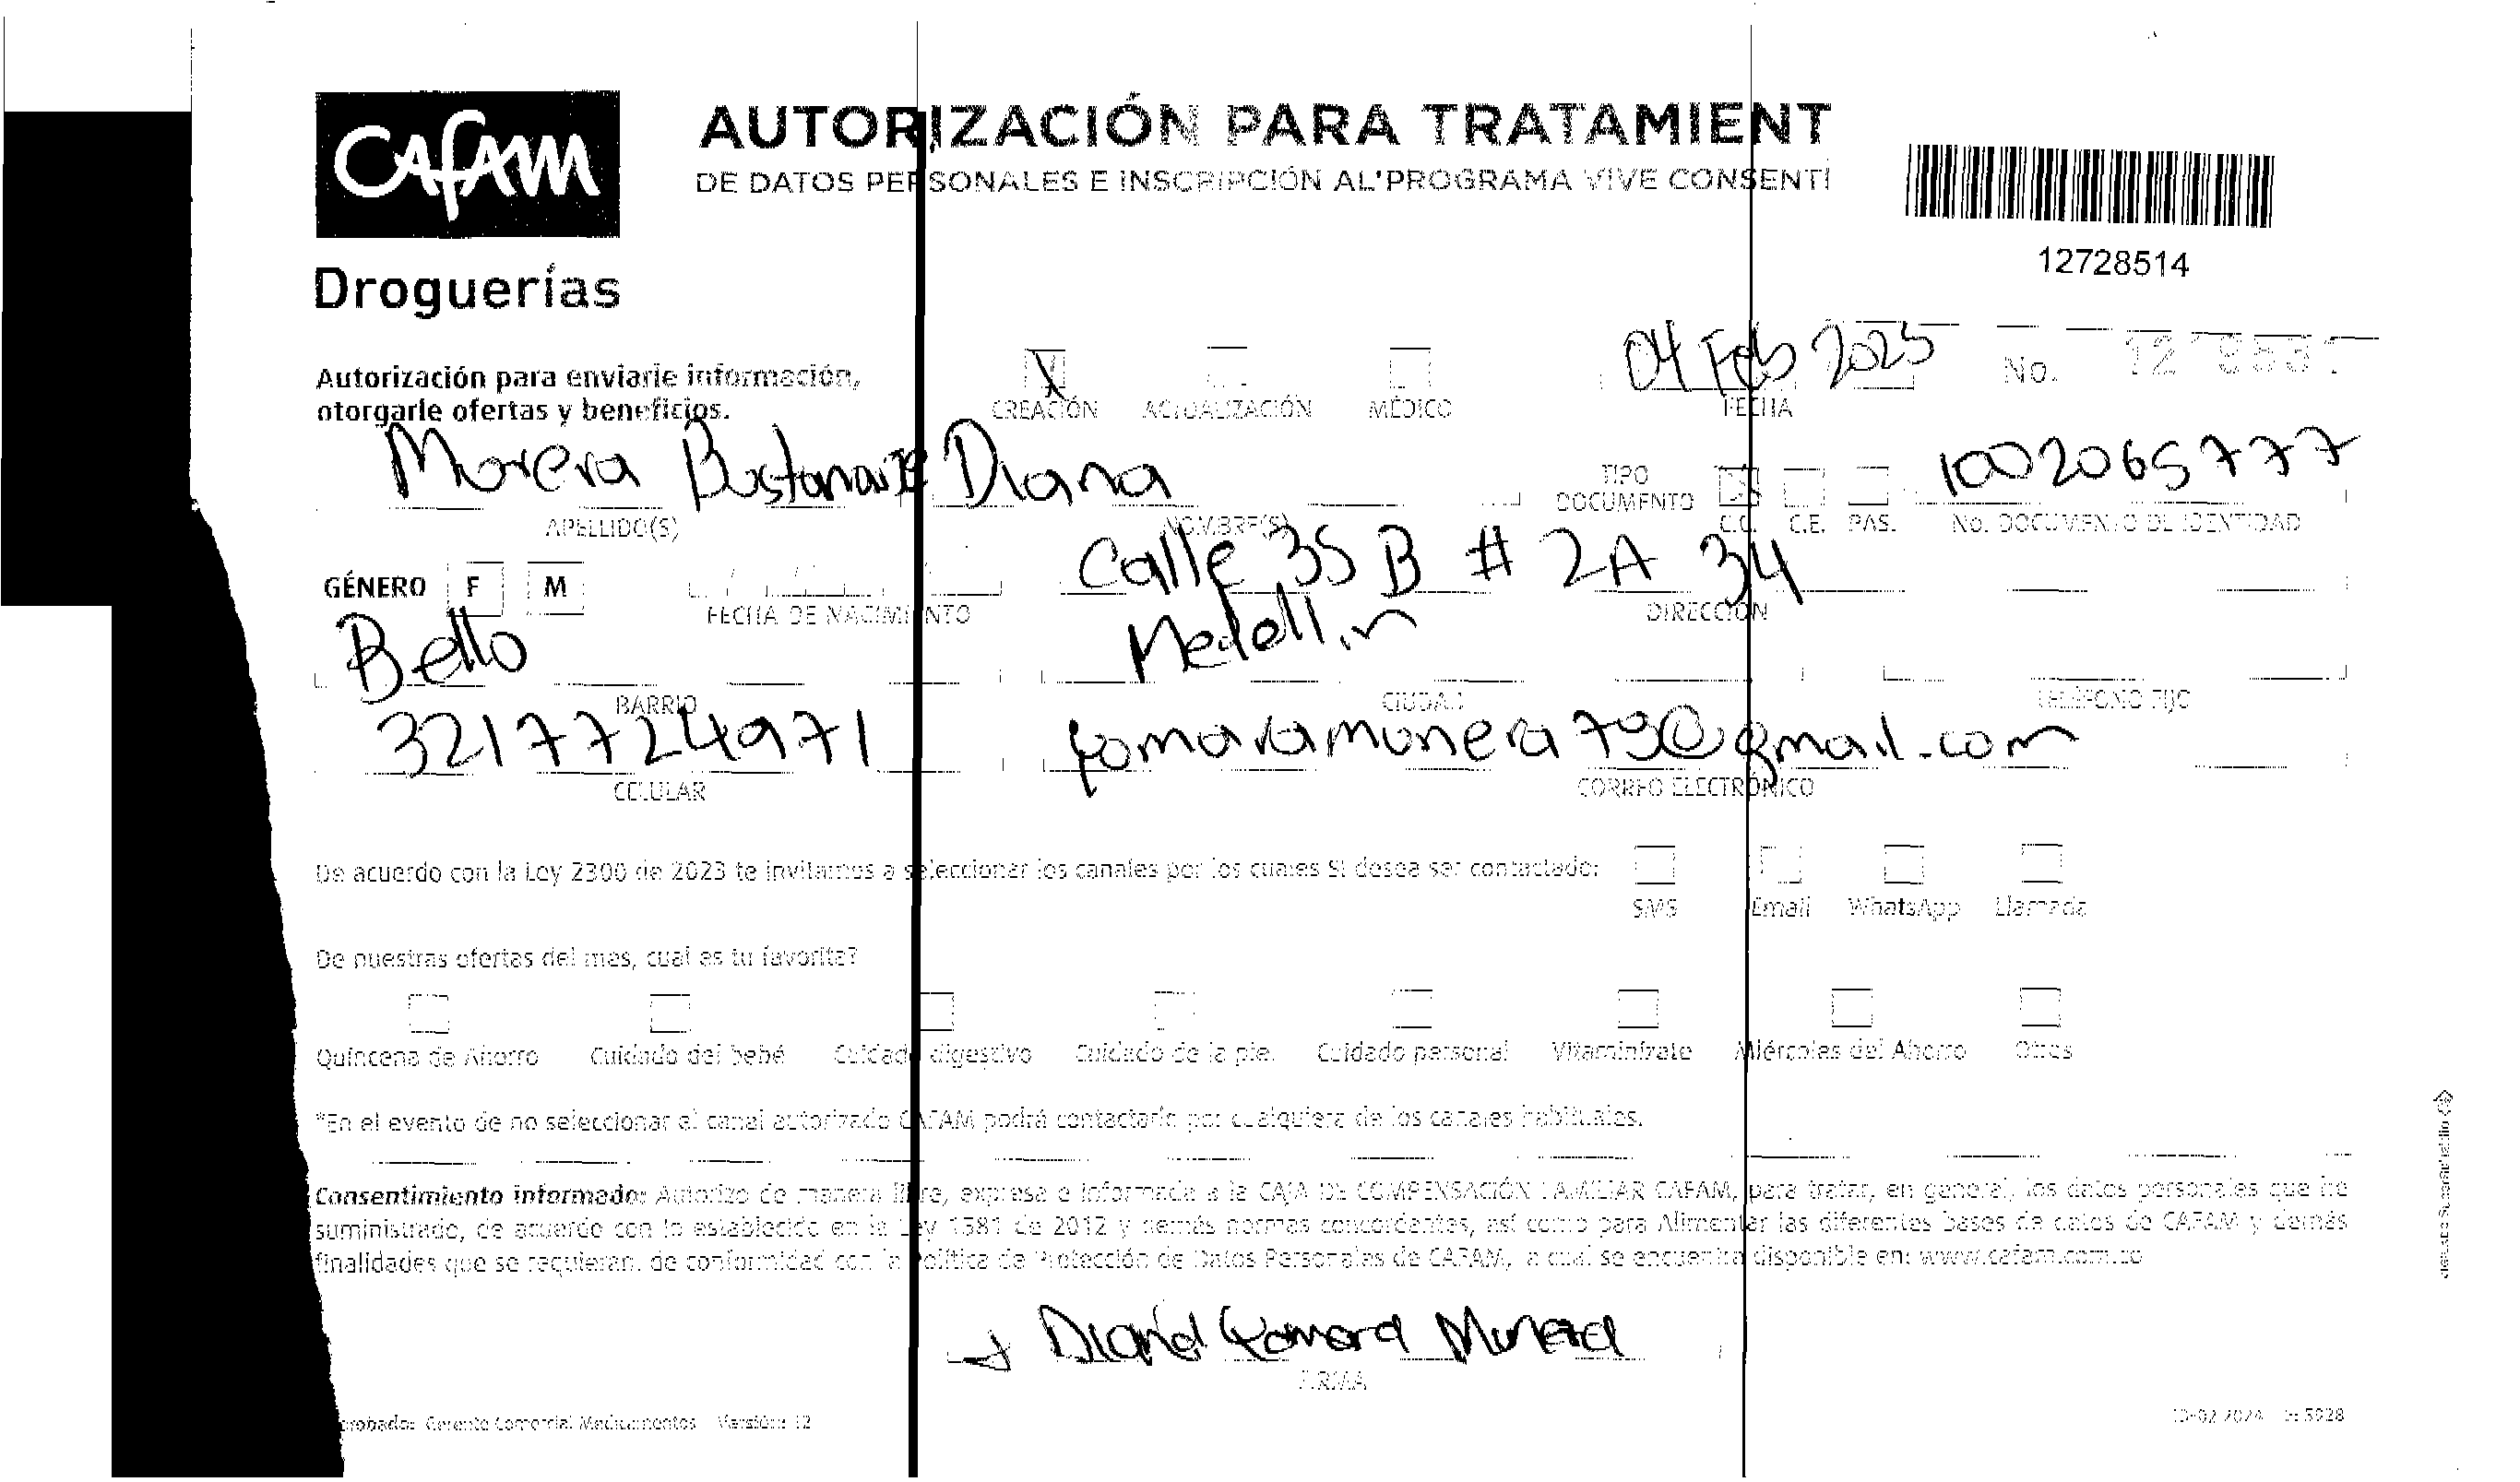 CAFAM
AUTORIZACIÓN PARA TRATAMIENT
DE DATOS PERSONALES E INSCRIPCIÓN AL PROGRAMA VIVE CONSENTI
12728514
Droguerías
Autorización para enviarle información,
otorgarle ofertas y beneficios.
CREACIÓN ACTUALIZACIÓN MÉDICO
04 Feb 2025
FECHA
No.
Morera Bustamante Diana
APELLIDO(S) NOMBRE(S)
TIPO DOCUMENTO
C.C. C.E. PAS.
1002065777
No. DOCUMENTO DE IDENTIDAD
GÉNERO F M
FECHA DE NACIMIENTO
Calle 35 B # 2A 34
DIRECCIÓN
Bello
BARRIO
Medellin
CIUDAD
TELÉFONO FIJO
3217724971
CELULAR
yomaramunera79@gmail.com
CORREO ELECTRÓNICO
De acuerdo con la Ley 2300 de 2023 te invitamos a seleccionar los canales por los cuales SI desea ser contactado:
SMS Email WhatsApp Llamada
De nuestras ofertas del mes, cual es tu favorita?
Quincena de Ahorro Cuidado del bebé Cuidado digestivo Cuidado de la piel Cuidado personal Vitamínizate Miércoles del Ahorro Otros
*En el evento de no seleccionar el canal autorizado CAFAM podrá contactarlo por cualquiera de los canales habituales.
Consentimiento informado: Autorizo de manera libre, expresa e informada a la CAJA DE COMPENSACIÓN FAMILIAR CAFAM, para tratar, en general, los datos personales que he
suministrado, de acuerdo con lo establecido en la Ley 1581 de 2012 y demás normas concordantes, así como para Alimentar las diferentes bases de datos de CAFAM y demás
finalidades que se requieran, de conformidad con la Política de Protección de Datos Personales de CAFAM, la cual se encuentra disponible en: www.cafam.com.co
Diana Yomara Munera
FIRMA
probado: Gerente Comercial Medicamentos Versión: 12